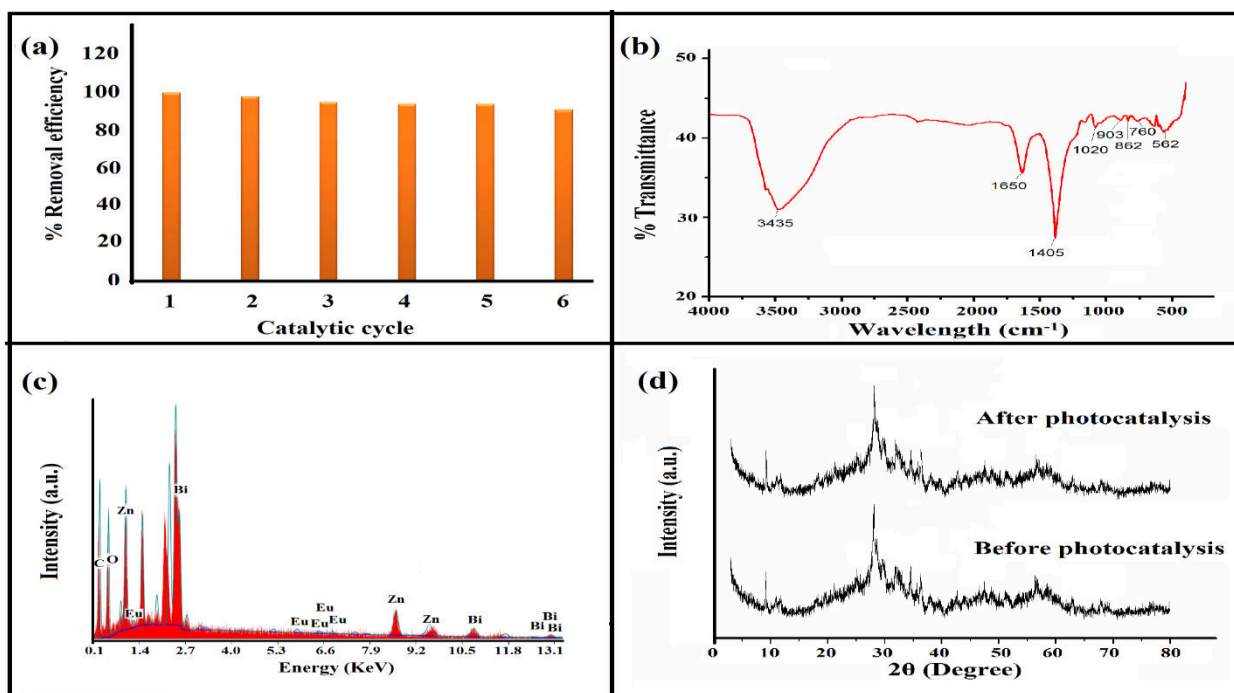 (a)
120
100
80
60
40
20
0
% Removal efficiency
1 2 3 4 5 6
Catalytic cycle
(b)
50
40
30
20
% Transmittance
3435
1650
1405
1020
903
862
760
562
4000 3500 3000 2500 2000 1500 1000 500
Wavelength (cm⁻¹)
(c)
Intensity (a.u.)
C
O
Zn
Eu
Bi
Eu
Eu
Eu
Eu
Zn
Zn
Bi
Bi
Bi
Bi
0.1 1.4 2.7 4.0 5.3 6.6 7.9 9.2 10.5 11.8 13.1
Energy (KeV)
(d)
Intensity (a.u.)
After photocatalysis
Before photocatalysis
0 10 20 30 40 50 60 70 80
2θ (Degree)